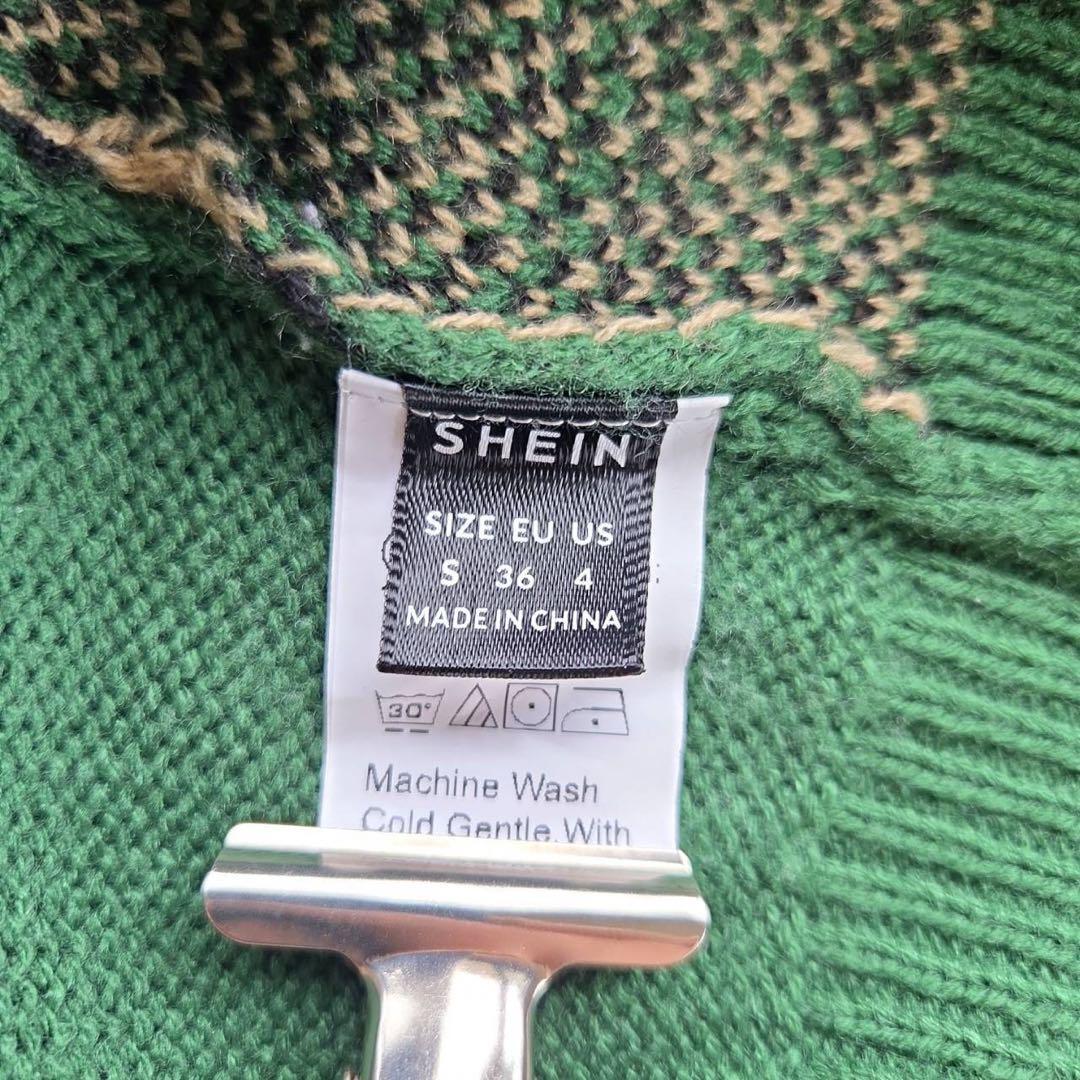 SHEIN
SIZE EU US
S 36 4
MADE IN CHINA
30°
Machine Wash
Cold Gentle.With